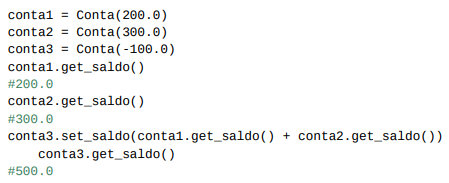 conta1 = Conta(200.0)
conta2 = Conta(300.0)
conta3 = Conta(-100.0)
conta1.get_saldo()
#200.0
conta2.get_saldo()
#300.0
conta3.set_saldo(conta1.get_saldo() + conta2.get_saldo())
    conta3.get_saldo()
#500.0